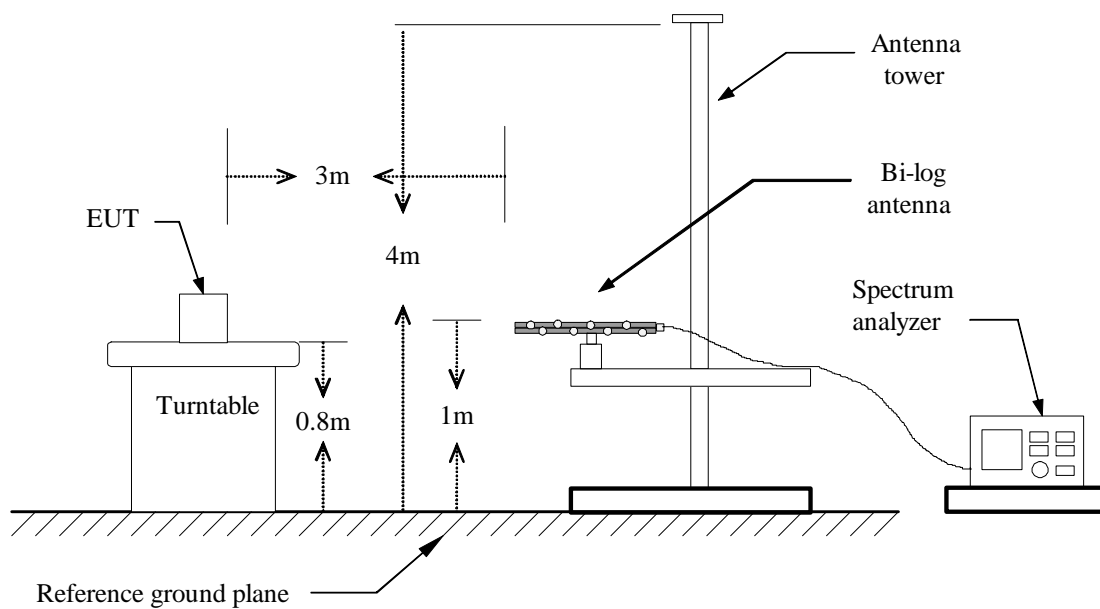 Antenna
tower
3m
Bi-log
antenna
EUT
4m
Spectrum
analyzer
Turntable
0.8m
1m
Reference ground plane